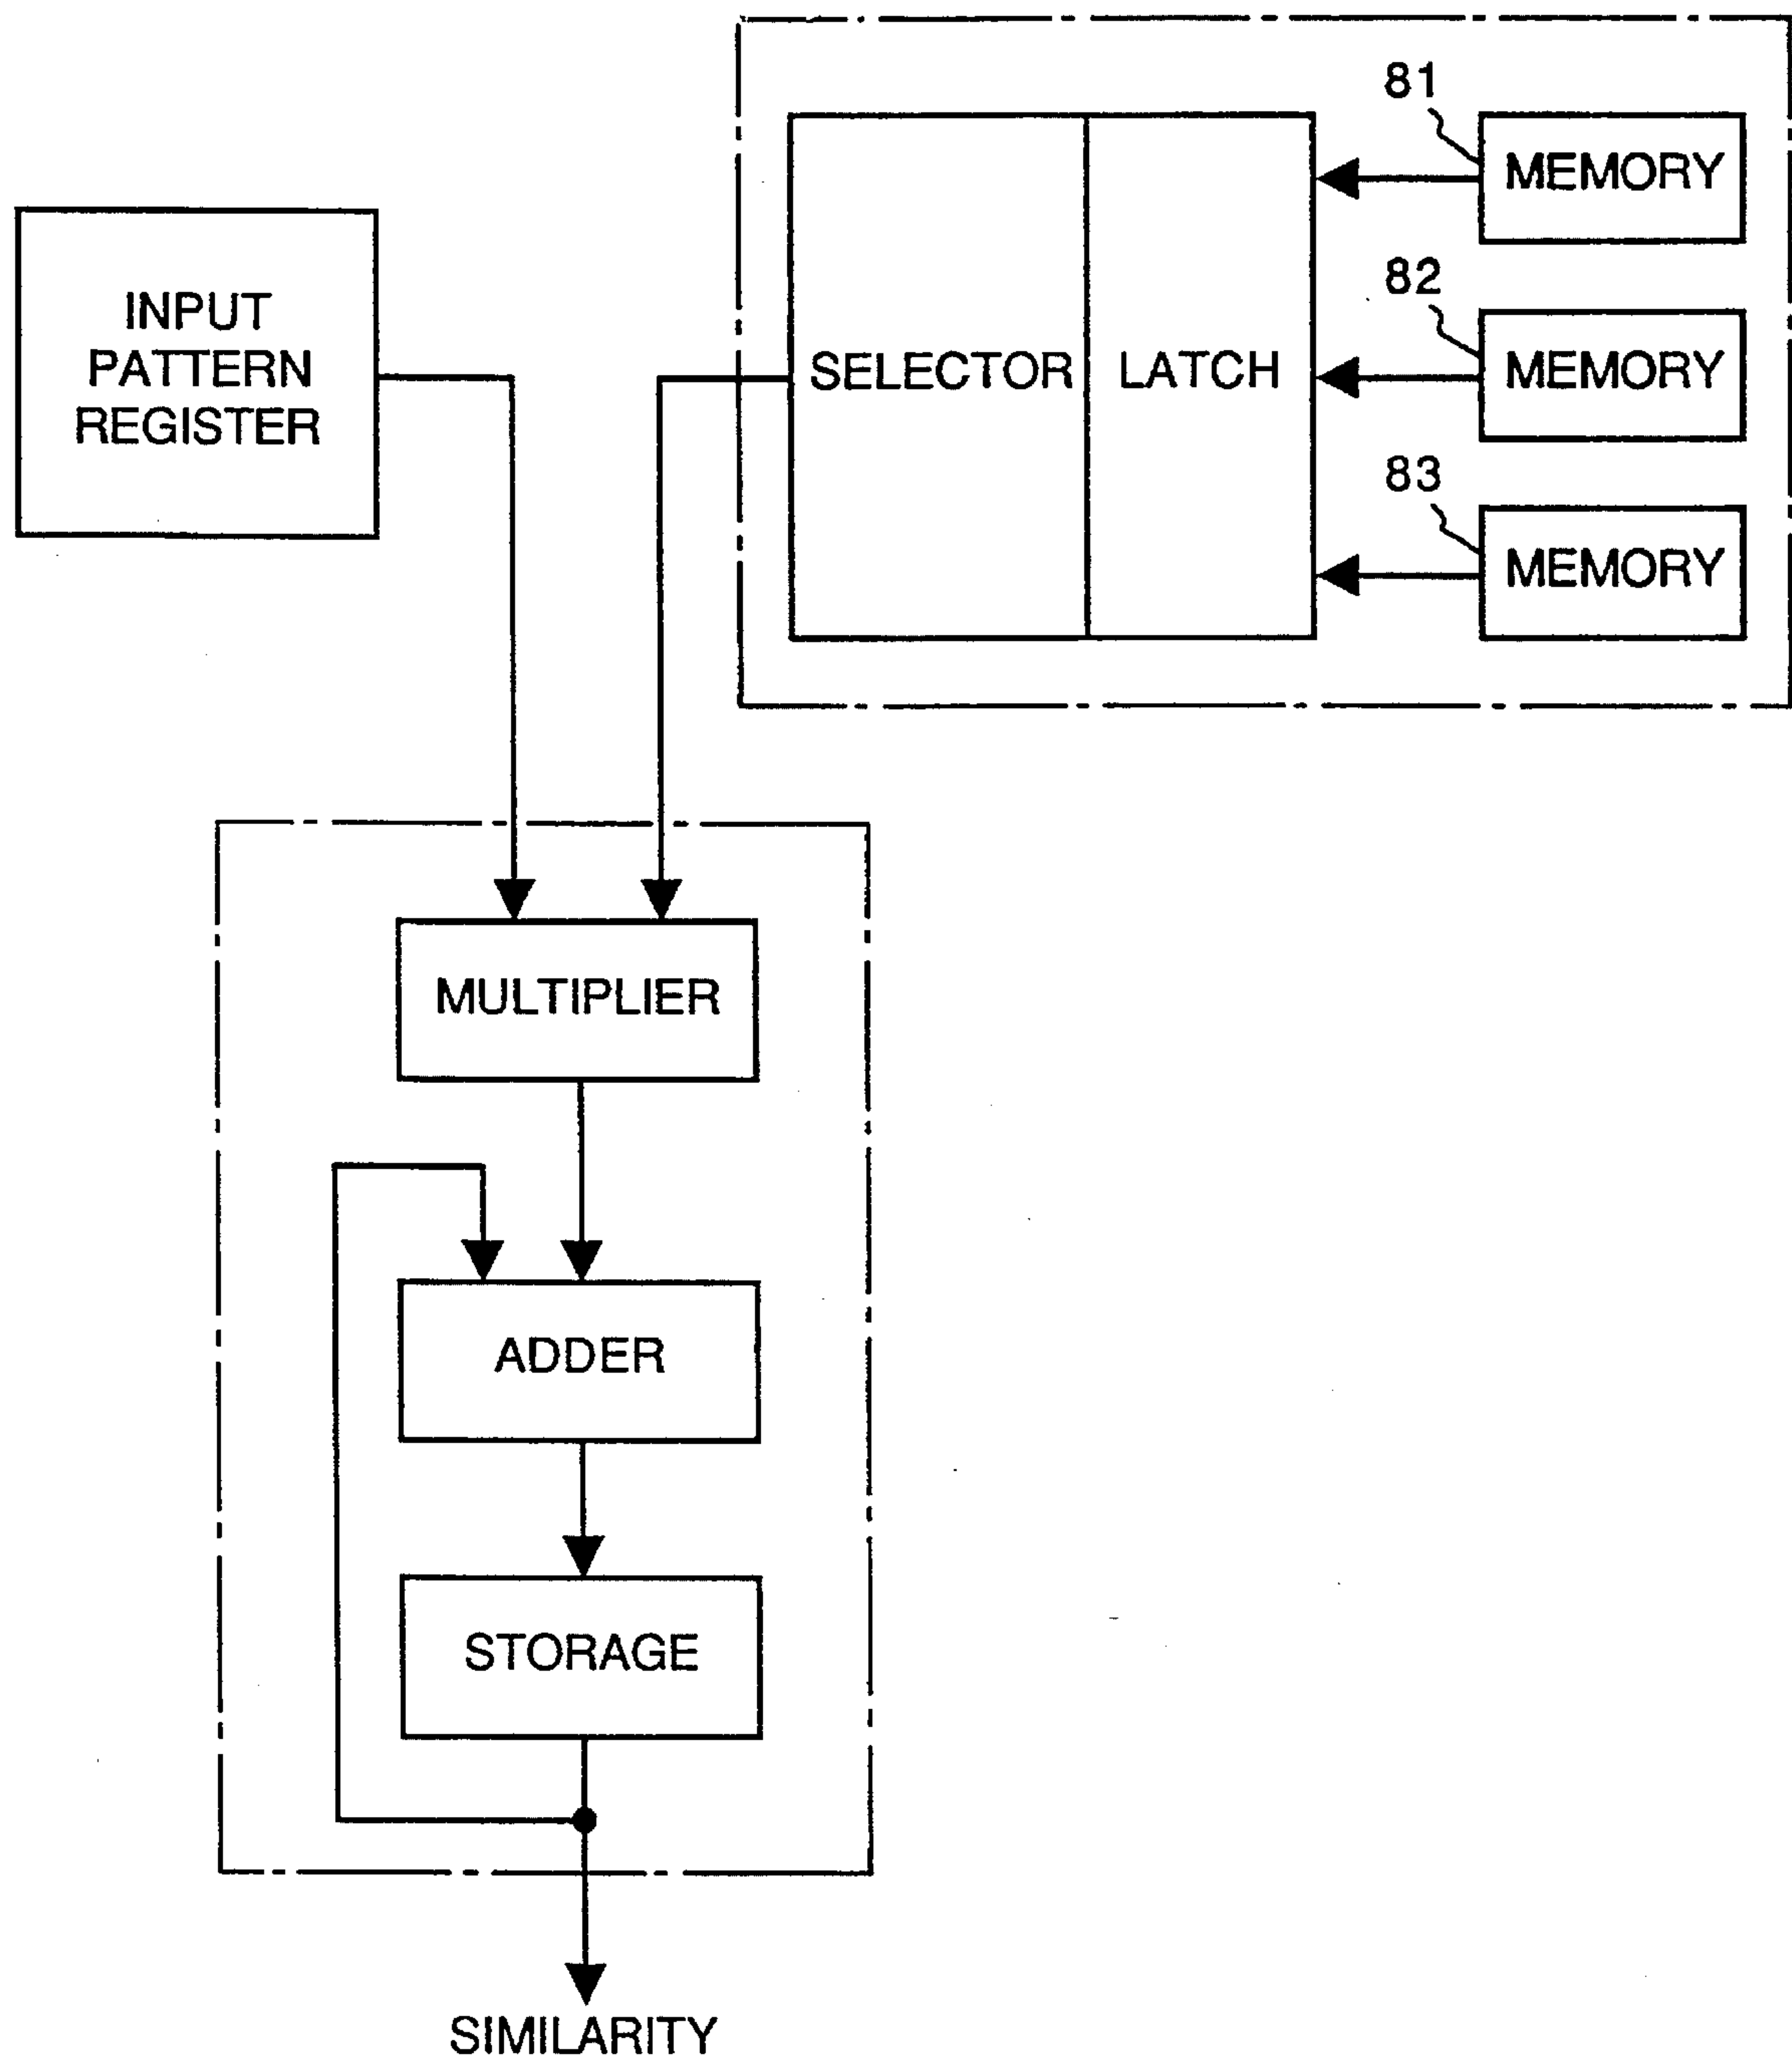 81
MEMORY
INPUT
PATTERN
REGISTER
SELECTOR
LATCH
82
MEMORY
83
MEMORY
MULTIPLIER
ADDER
STORAGE
SIMILARITY